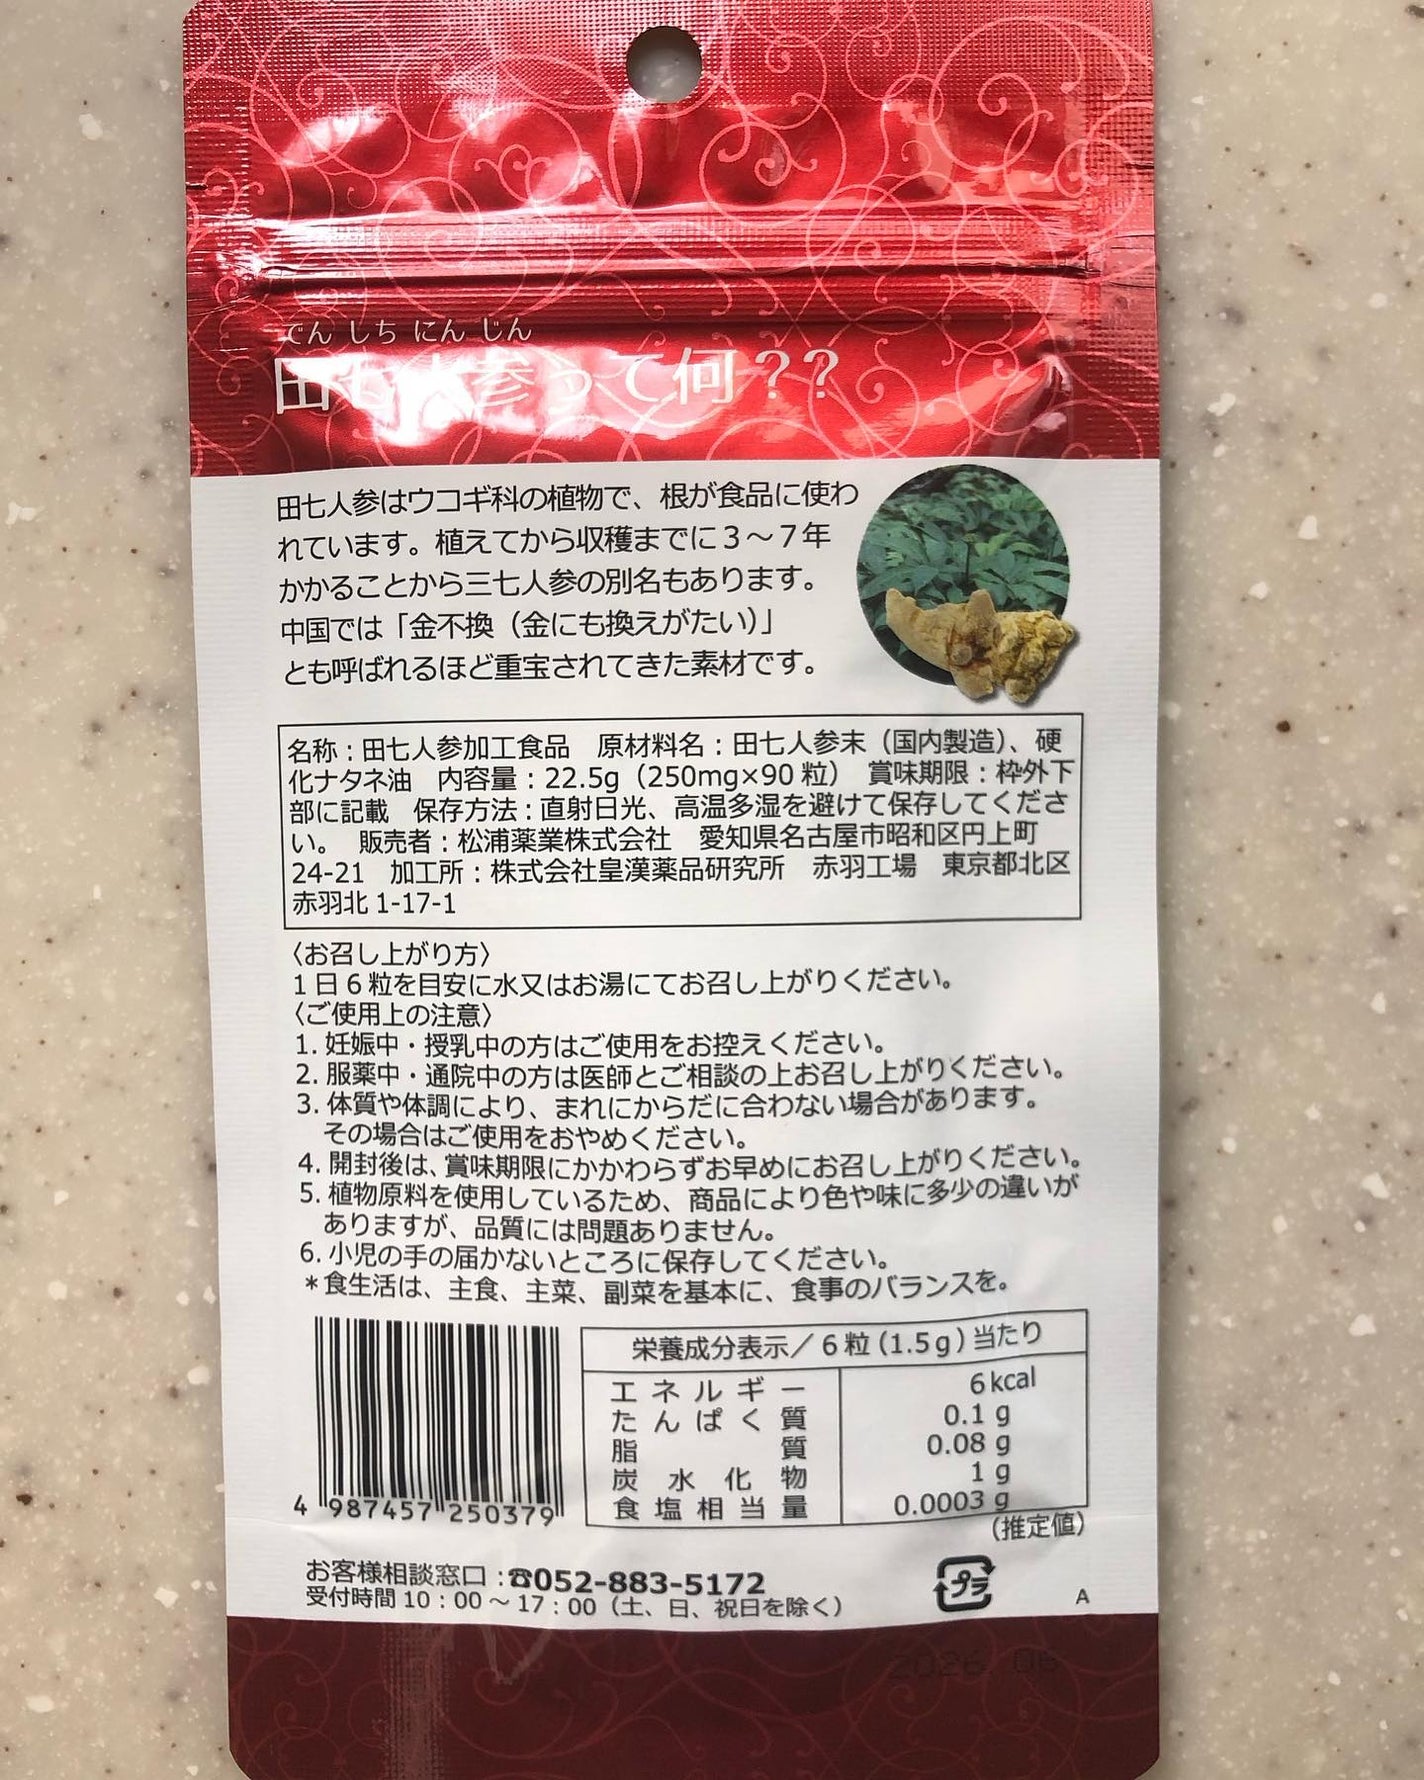 でんしちにんじん
田七人参って何？？
田七人参はウコギ科の植物で、根が食品に使わ
れています。植えてから収穫までに３～７年
かかることから三七人参の別名もあります。
中国では「金不換（金にも換えがたい）」
とも呼ばれるほど重宝されてきた素材です。
名称：田七人参加工食品　原材料名：田七人参末（国内製造）、硬
化ナタネ油　内容量：22.5g（250mg×90 粒）　賞味期限：枠外下
部に記載　保存方法：直射日光、高温多湿を避けて保存してくださ
い。　販売者：松浦薬業株式会社　愛知県名古屋市昭和区円上町
24-21　加工所：株式会社皇漢薬品研究所　赤羽工場　東京都北区
赤羽北 1-17-1
〈お召し上がり方〉
１日６粒を目安に水又はお湯にてお召し上がりください。
〈ご使用上の注意〉
1. 妊娠中・授乳中の方はご使用をお控えください。
2. 服薬中・通院中の方は医師とご相談の上お召し上がりください。
3. 体質や体調により、まれにからだに合わない場合があります。
その場合はご使用をおやめください。
4. 開封後は、賞味期限にかかわらずお早めにお召し上がりください。
5. 植物原料を使用しているため、商品により色や味に多少の違いが
ありますが、品質には問題ありません。
6. 小児の手の届かないところに保存してください。
＊食生活は、主食、主菜、副菜を基本に、食事のバランスを。
栄養成分表示／６粒（1.5g）当たり
エネルギー 6kcal
たんぱく質 0.1 g
脂質 0.08 g
炭水化物 1 g
食塩相当量 0.0003 g
（推定値）
4 987457 250379
お客様相談窓口：☎052-883-5172
受付時間 10：00～17：00（土、日、祝日を除く）
プラ
A
2026. 06